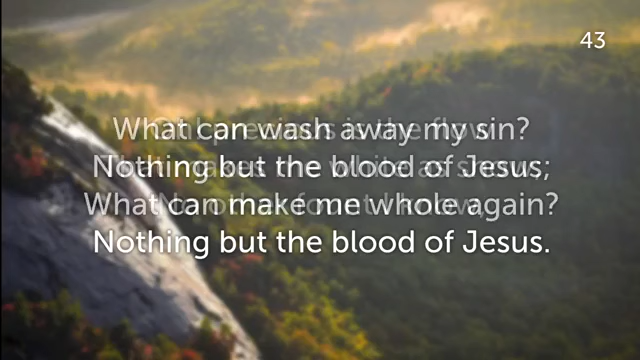 43
What can wash away my sin?
Nothing but the blood of Jesus;
What can make me whole again?
Nothing but the blood of Jesus.